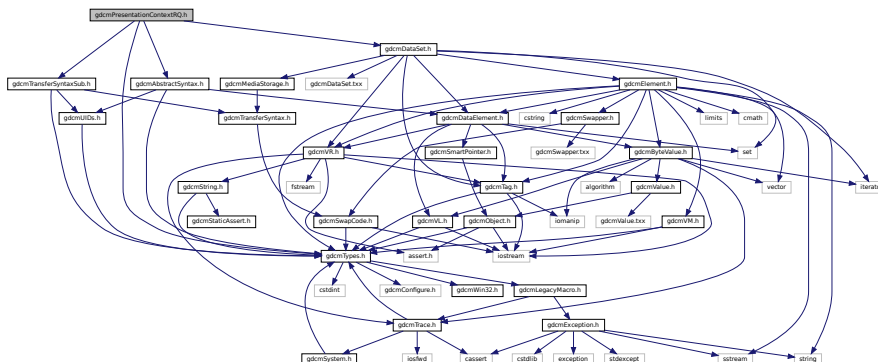 gdcmPresentationContextRQ.h
gdcmDataSet.h
gdcmTransferSyntaxSub.h
gdcmAbstractSyntax.h
gdcmMediaStorage.h
gdcmDataSet.txx
gdcmElement.h
gdcmUIDs.h
gdcmTransferSyntax.h
gdcmDataElement.h
cstring
gdcmSwapper.h
limits
cmath
gdcmVR.h
gdcmSmartPointer.h
gdcmSwapper.txx
gdcmByteValue.h
set
gdcmString.h
fstream
gdcmTag.h
algorithm
gdcmValue.h
vector
iterator
gdcmStaticAssert.h
gdcmSwapCode.h
gdcmVL.h
gdcmObject.h
iomanip
gdcmValue.txx
gdcmVM.h
gdcmTypes.h
assert.h
iostream
cstdint
gdcmConfigure.h
gdcmWin32.h
gdcmLegacyMacro.h
gdcmTrace.h
gdcmException.h
gdcmSystem.h
iosfwd
cassert
cstdlib
exception
stdexcept
sstream
string